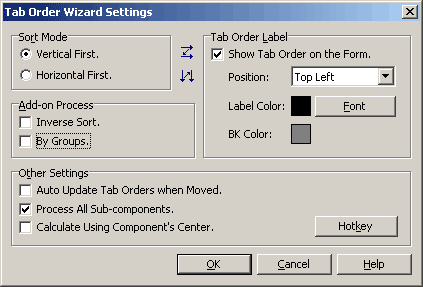 Tab Order Wizard Settings
Sort Mode
Vertical First.
Horizontal First.
Add-on Process
Inverse Sort.
By Groups.
Tab Order Label
Show Tab Order on the Form.
Position: Top Left
Label Color: Font
BK Color:
Other Settings
Auto Update Tab Orders when Moved.
Process All Sub-components.
Calculate Using Component's Center.
Hotkey
OK Cancel Help